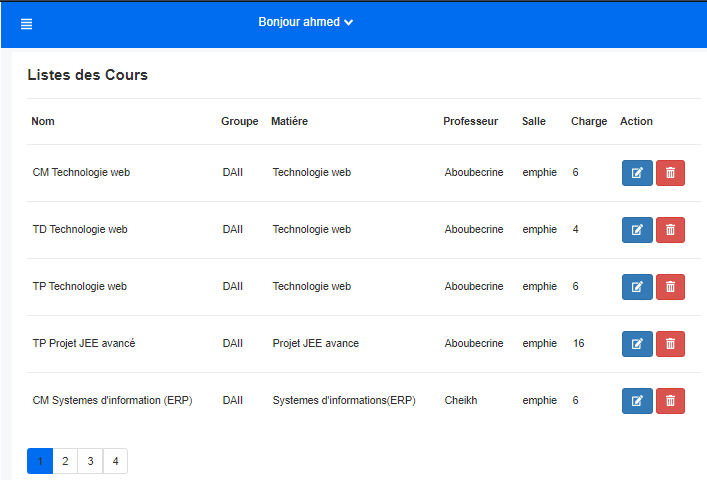 Bonjour ahmed
Listes des Cours
Nom Groupe Matiére Professeur Salle Charge Action
CM Technologie web DAII Technologie web Aboubecrine emphie 6
TD Technologie web DAII Technologie web Aboubecrine emphie 4
TP Technologie web DAII Technologie web Aboubecrine emphie 6
TP Projet JEE avancé DAII Projet JEE avance Aboubecrine emphie 16
CM Systemes d'information (ERP) DAII Systemes d'informations(ERP) Cheikh emphie 6
1 2 3 4